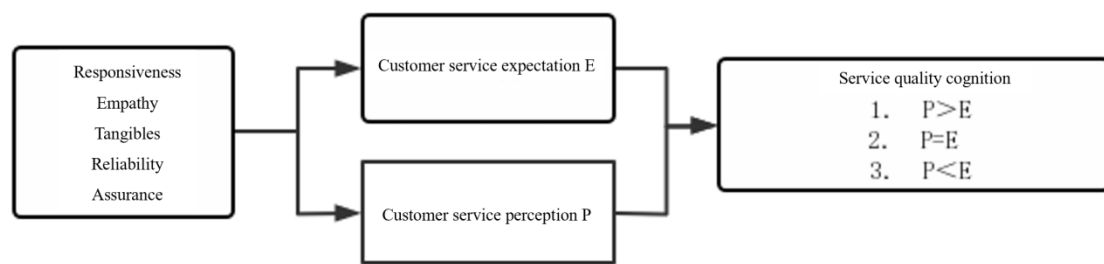 Responsiveness
Empathy
Tangibles
Reliability
Assurance
Customer service expectation E
Customer service perception P
Service quality cognition
1. P>E
2. P=E
3. P<E